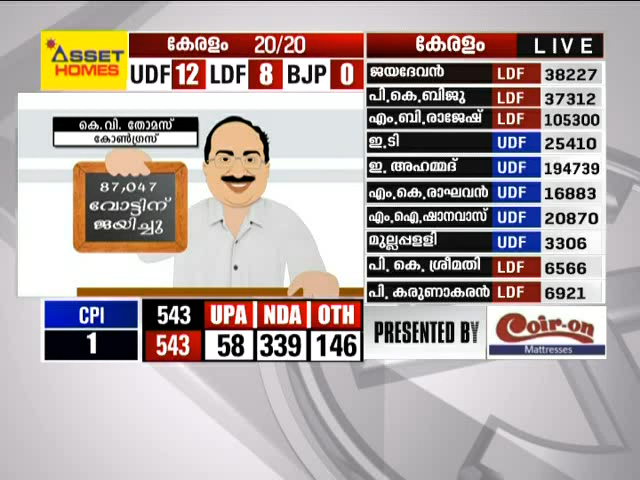 ASSET
HOMES
കേരളം 20/20
UDF 12 LDF 8 BJP 0
കെ.വി. തോമസ്
കോൺഗ്രസ്
87,047
വോട്ടിന്
ജയിച്ചു
CPI
1
543 UPA NDA OTH
543 58 339 146
കേരളം LIVE
ജയദേവൻ LDF 38227
പി.കെ.ബിജു LDF 37312
എം.ബി.രാജേഷ് LDF 105300
ഇ.ടി UDF 25410
ഇ. അഹമ്മദ് UDF 194739
എം.കെ.രാഘവൻ UDF 16883
എം.ഐ.ഷാനവാസ് UDF 20870
മുല്ലപ്പള്ളി UDF 3306
പി. കെ. ശ്രീമതി LDF 6566
പി. കരുണാകരൻ LDF 6921
PRESENTED BY
Coir-on
Mattresses